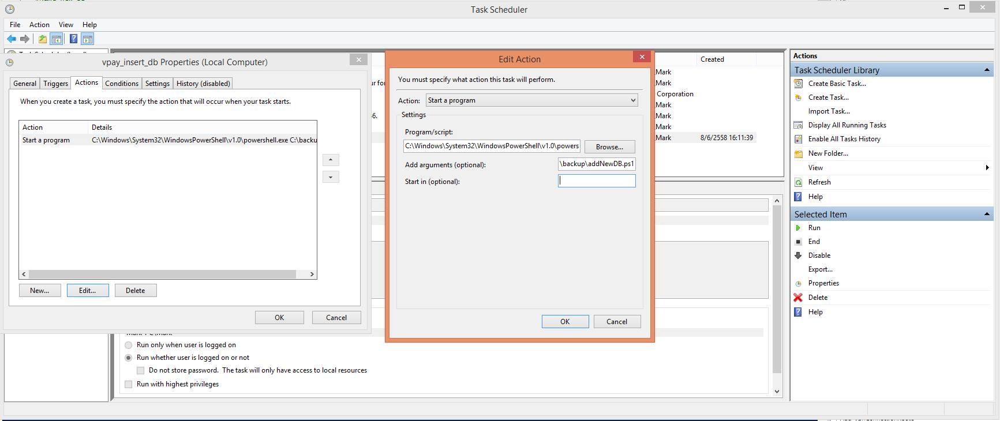 Task Scheduler
File Action View Help
vpay_insert_db Properties (Local Computer)
General Triggers Actions Conditions Settings History (disabled)
When you create a task, you must specify the action that will occur when your task starts.
Action Details
Start a program C:\Windows\System32\WindowsPowerShell\v1.0\powershell.exe C:\backu
New... Edit... Delete
OK Cancel
Edit Action
You must specify what action this task will perform.
Action: Start a program
Settings
Program/script:
C:\Windows\System32\WindowsPowerShell\v1.0\powers
Browse...
Add arguments (optional): \backup\addNewDB.ps1
Start in (optional):
OK Cancel
Created
Mark
Mark
Corporation
Mark
Mark
Mark
Mark 8/6/2558 16:11:39
Run only when user is logged on
Run whether user is logged on or not
Do not store password. The task will only have access to local resources
Run with highest privileges
Actions
Task Scheduler Library
Create Basic Task...
Create Task...
Import Task...
Display All Running Tasks
Enable All Tasks History
New Folder...
View
Refresh
Help
Selected Item
Run
End
Disable
Export...
Properties
Delete
Help